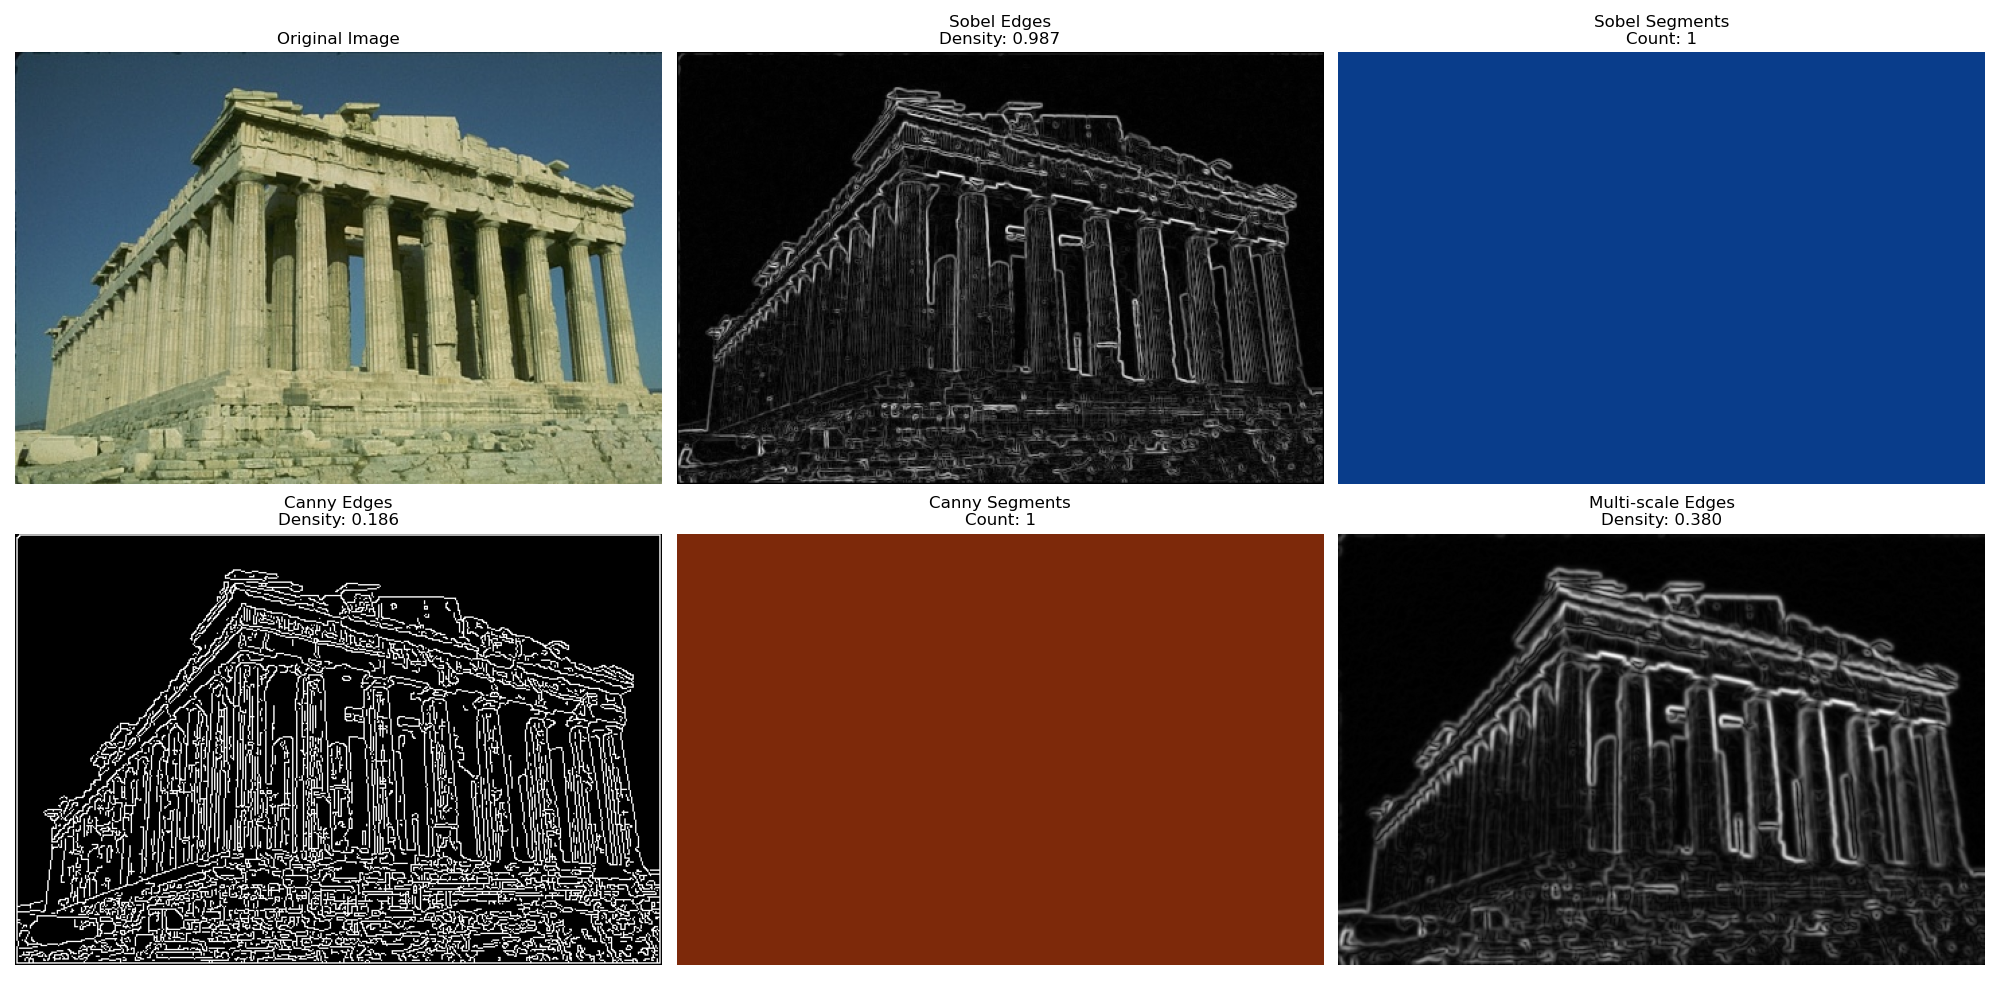 Original Image
Sobel Edges
Density: 0.987
Sobel Segments
Count: 1
Canny Edges
Density: 0.186
Canny Segments
Count: 1
Multi-scale Edges
Density: 0.380